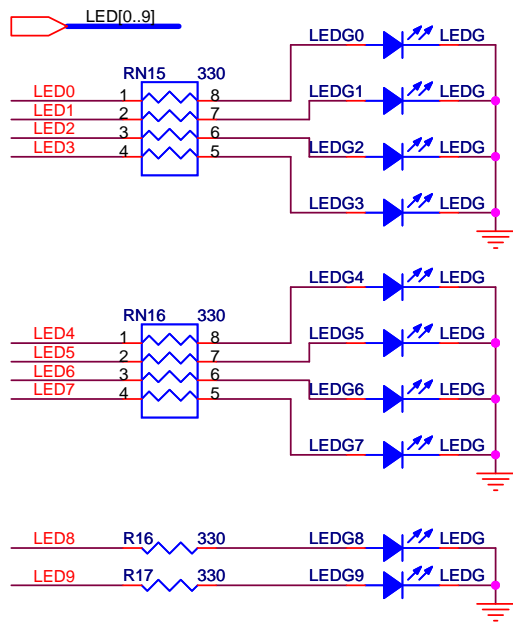 LED[0..9]
LEDG0 LEDG
RN15 330
LED0 1 8 LEDG1 LEDG
LED1 2 7
LED2 3 6 LEDG2 LEDG
LED3 4 5
LEDG3 LEDG
LEDG4 LEDG
RN16 330
LED4 1 8 LEDG5 LEDG
LED5 2 7
LED6 3 6 LEDG6 LEDG
LED7 4 5
LEDG7 LEDG
LED8 R16 330 LEDG8 LEDG
LED9 R17 330 LEDG9 LEDG